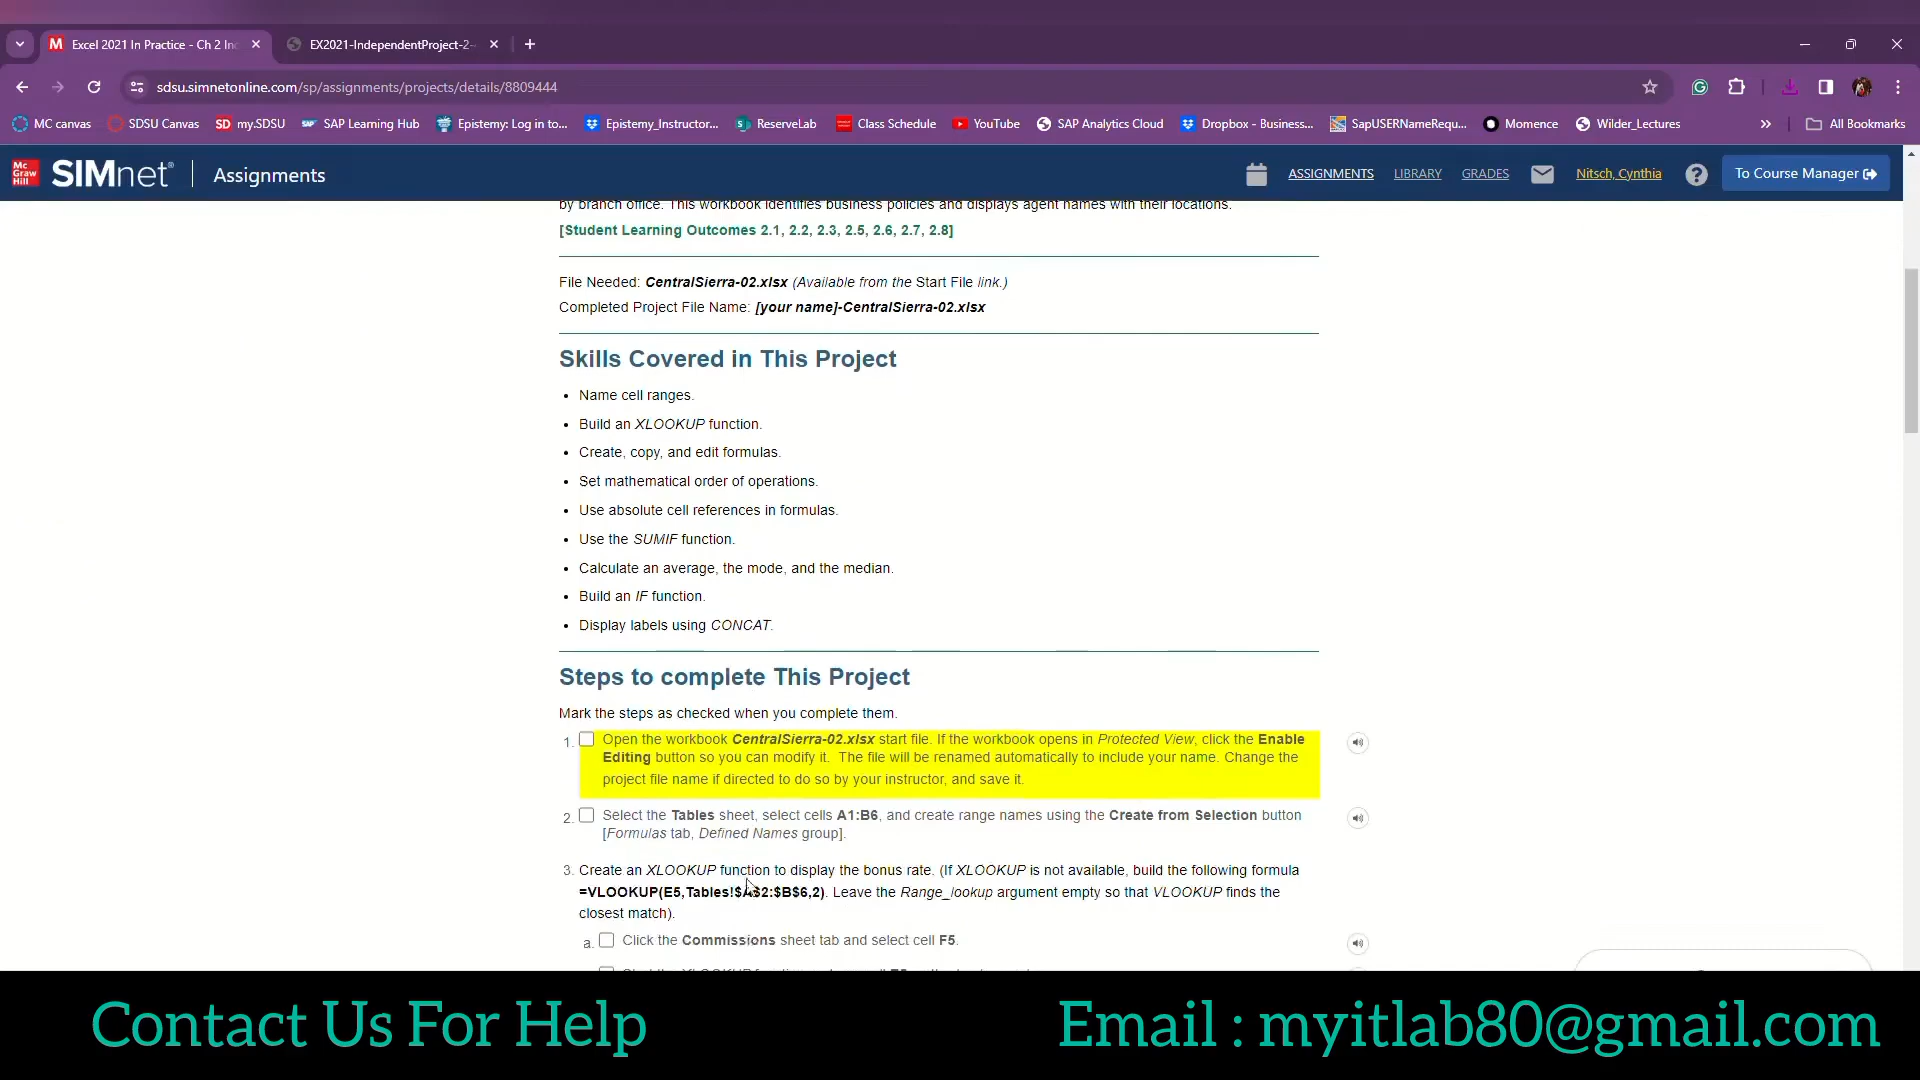 Excel 2021 In Practice - Ch 2 In
EX2021-IndependentProject-2-
sdsu.simnetonline.com/sp/assignments/projects/details/8809444
MC canvas
SDSU Canvas
SD my.SDSU
SAP Learning Hub
Epistemy: Log in to...
Epistemy_Instructor...
ReserveLab
Class Schedule
YouTube
SAP Analytics Cloud
Dropbox - Business...
SapUSERNameRequ...
Momence
Wilder_Lectures
All Bookmarks
Mc Graw Hill
SIMnet®
Assignments
ASSIGNMENTS
LIBRARY
GRADES
Nitsch, Cynthia
To Course Manager
by branch office. This workbook identifies business policies and displays agent names with their locations.
[Student Learning Outcomes 2.1, 2.2, 2.3, 2.5, 2.6, 2.7, 2.8]
File Needed: CentralSierra-02.xlsx (Available from the Start File link.)
Completed Project File Name: [your name]-CentralSierra-02.xlsx
Skills Covered in This Project
• Name cell ranges.
• Build an XLOOKUP function.
• Create, copy, and edit formulas.
• Set mathematical order of operations.
• Use absolute cell references in formulas.
• Use the SUMIF function.
• Calculate an average, the mode, and the median.
• Build an IF function.
• Display labels using CONCAT.
Steps to complete This Project
Mark the steps as checked when you complete them.
1. Open the workbook CentralSierra-02.xlsx start file. If the workbook opens in Protected View, click the Enable
Editing button so you can modify it. The file will be renamed automatically to include your name. Change the
project file name if directed to do so by your instructor, and save it.
2. Select the Tables sheet, select cells A1:B6, and create range names using the Create from Selection button
[Formulas tab, Defined Names group].
3. Create an XLOOKUP function to display the bonus rate. (If XLOOKUP is not available, build the following formula
=VLOOKUP(E5,Tables!$A$2:$B$6,2). Leave the Range_lookup argument empty so that VLOOKUP finds the
closest match).
a. Click the Commissions sheet tab and select cell F5.
Contact Us For Help
Email : myitlab80@gmail.com